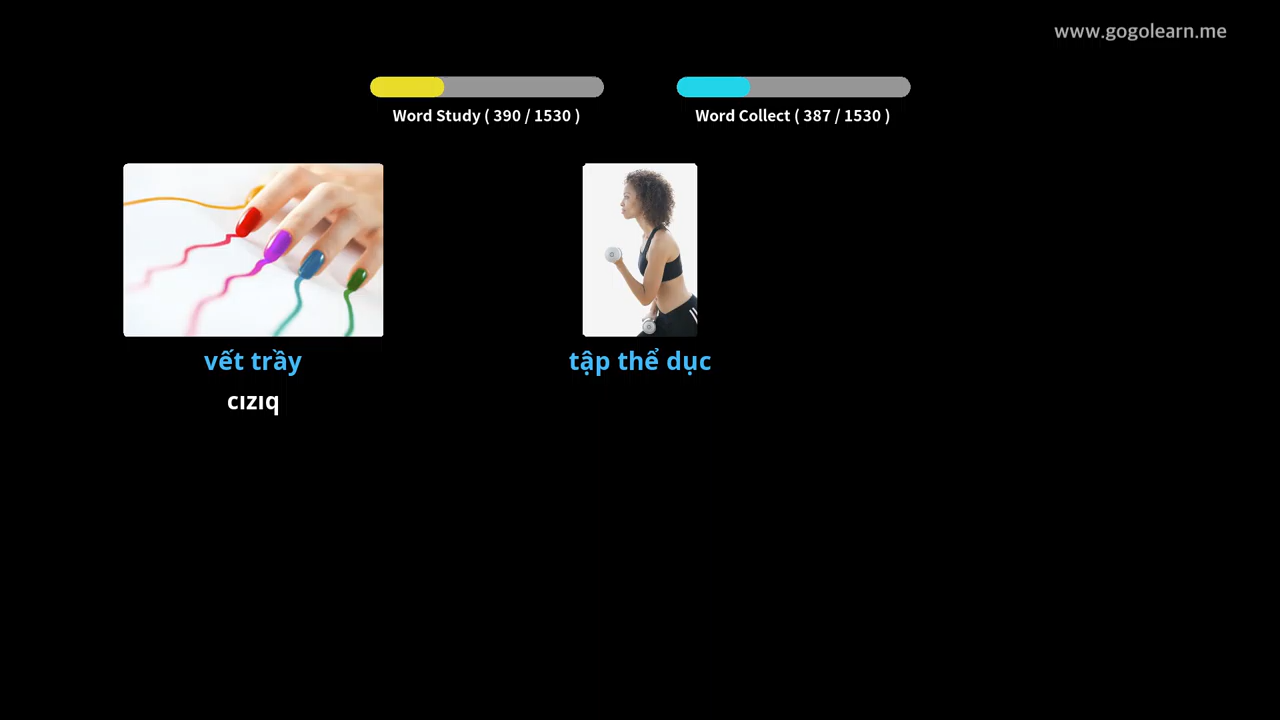 www.gogolearn.me
Word Study ( 390 / 1530 )
Word Collect ( 387 / 1530 )
vết trầy
tập thể dục
cızıq